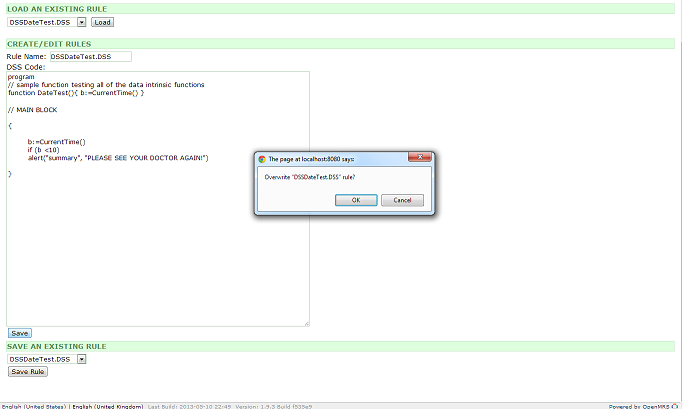 LOAD AN EXISTING RULE
DSSDateTest.DSS Load
CREATE/EDIT RULES
Rule Name: DSSDateTest.DSS
DSS Code:
program
// sample function testing all of the data intrinsic functions
function DateTest(){ b:=CurrentTime() }
// MAIN BLOCK
{
b:=CurrentTime()
if (b <10)
alert("summary", "PLEASE SEE YOUR DOCTOR AGAIN!")
}
The page at localhost:8080 says:
Overwrite "DSSDateTest.DSS" rule?
OK Cancel
Save
SAVE AN EXISTING RULE
DSSDateTest.DSS
Save Rule
English (United States) | English (United Kingdom) Last Build: 2013-09-10 22:49 Version: 1.9.3 Build f535e9
Powered by OpenMRS